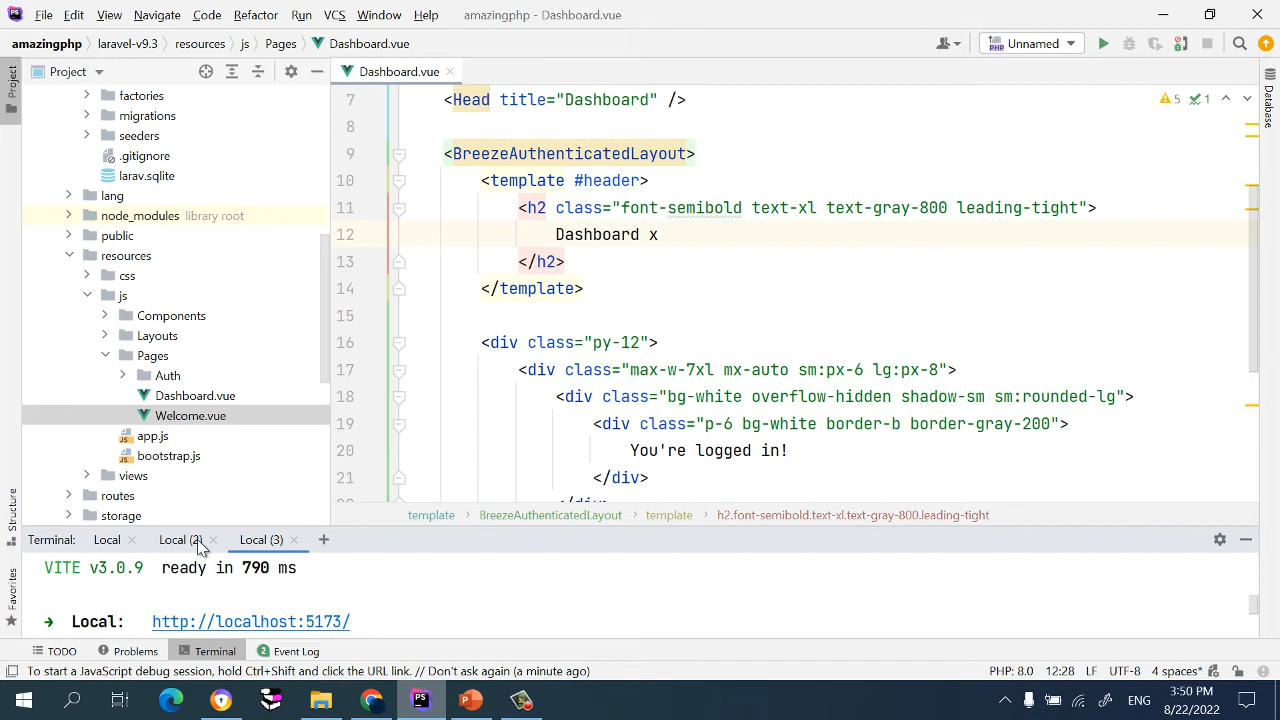 File Edit View Navigate Code Refactor Run VCS Window Help amazingphp - Dashboard.vue
amazingphp laravel-v9.3 resources js Pages Dashboard.vue
Unnamed
Project
Dashboard.vue
factories
migrations
seeders
.gitignore
larav.sqlite
lang
node_modules library root
public
resources
css
js
Components
Layouts
Pages
Auth
Dashboard.vue
Welcome.vue
app.js
bootstrap.js
views
routes
storage
Project
Structure
Favorites
Database
5 1
7 <Head title="Dashboard" />
8
9 <BreezeAuthenticatedLayout>
10 <template #header>
11 <h2 class="font-semibold text-xl text-gray-800 leading-tight">
12 Dashboard x
13 </h2>
14 </template>
15
16 <div class="py-12">
17 <div class="max-w-7xl mx-auto sm:px-6 lg:px-8">
18 <div class="bg-white overflow-hidden shadow-sm sm:rounded-lg">
19 <div class="p-6 bg-white border-b border-gray-200">
20 You're logged in!
21 </div>
</div>
template BreezeAuthenticatedLayout template h2.font-semibold.text-xl.text-gray-800.leading-tight
Terminal: Local Local (2) Local (3)
VITE v3.0.9 ready in 790 ms
➜ Local: http://localhost:5173/
TODO Problems Terminal 2 Event Log
To start a JavaScript debug session, hold Ctrl+Shift and click the URL link. // Don't ask again (a minute ago) PHP: 8.0 12:28 LF UTF-8 4 spaces*
ENG
3:50 PM
8/22/2022